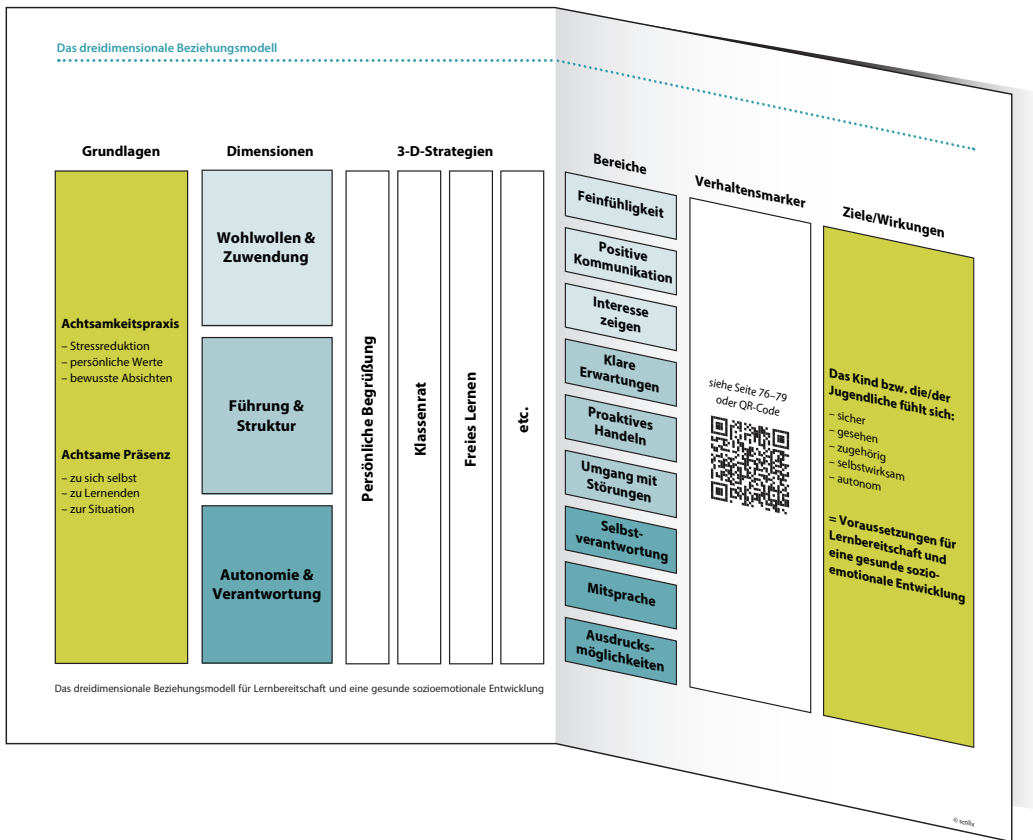 Das dreidimensionale Beziehungsmodell
Grundlagen
Achtsamkeitspraxis
– Stressreduktion
– persönliche Werte
– bewusste Absichten
Achtsame Präsenz
– zu sich selbst
– zu Lernenden
– zur Situation
Dimensionen
Wohlwollen &
Zuwendung
Führung &
Struktur
Autonomie &
Verantwortung
3-D-Strategien
Persönliche Begrüßung
Klassenrat
Freies Lernen
etc.
Bereiche
Feinfühligkeit
Positive
Kommunikation
Interesse
zeigen
Klare
Erwartungen
Proaktives
Handeln
Umgang mit
Störungen
Selbst-
verantwortung
Mitsprache
Ausdrucks-
möglichkeiten
Verhaltensmarker
siehe Seite 76–79
oder QR-Code
Ziele/Wirkungen
Das Kind bzw. die/der
Jugendliche fühlt sich:
– sicher
– gesehen
– zugehörig
– selbstwirksam
– autonom
= Voraussetzungen für
Lernbereitschaft und
eine gesunde sozio-
emotionale Entwicklung
Das dreidimensionale Beziehungsmodell für Lernbereitschaft und eine gesunde sozioemotionale Entwicklung
© scolix